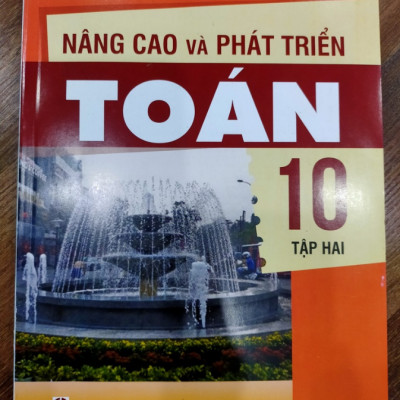 NÂNG CAO VÀ PHÁT TRIỂN
TOÁN
10
TẬP HAI